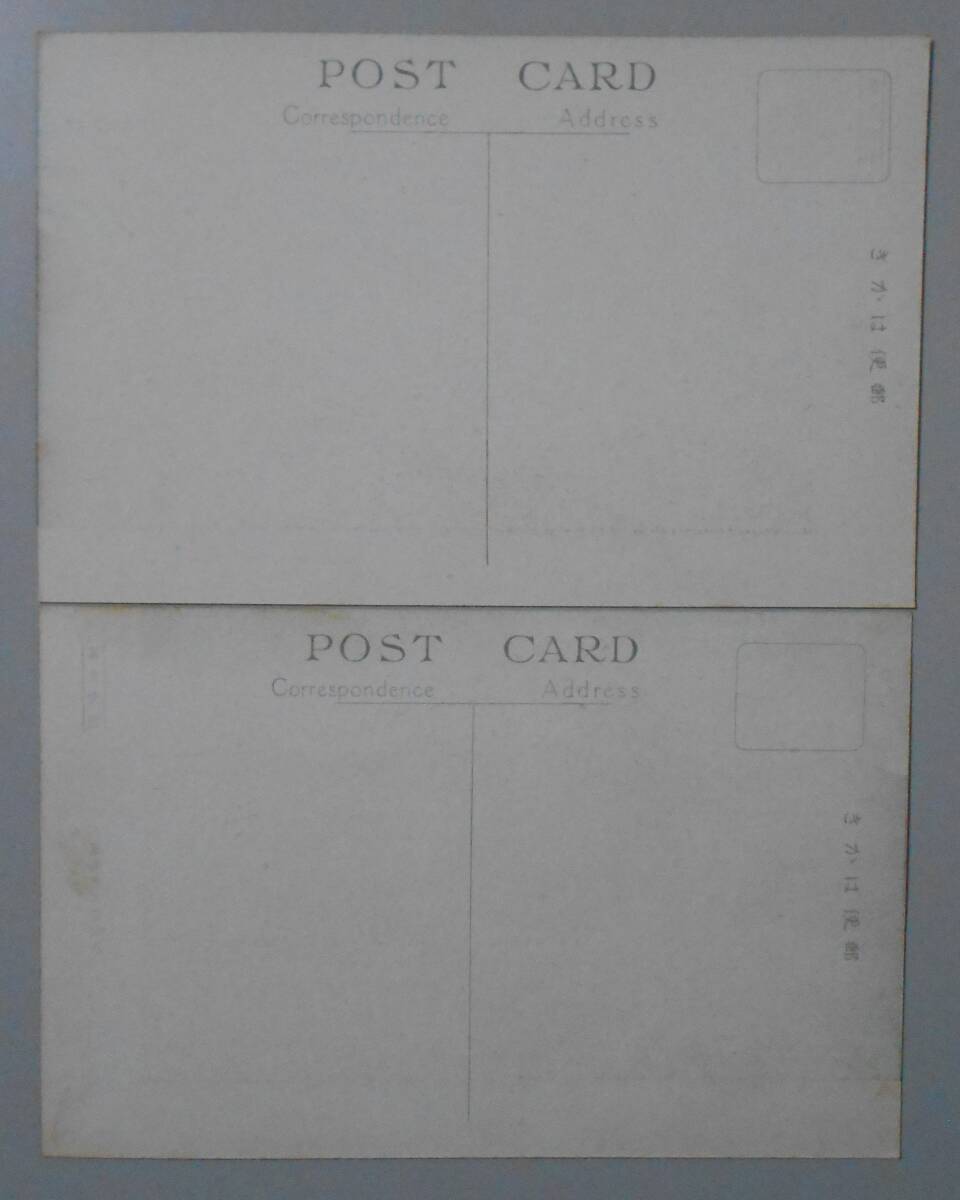 POST CARD
Correspondence Address
きかは便郵
POST CARD
Correspondence Address
きかは便郵